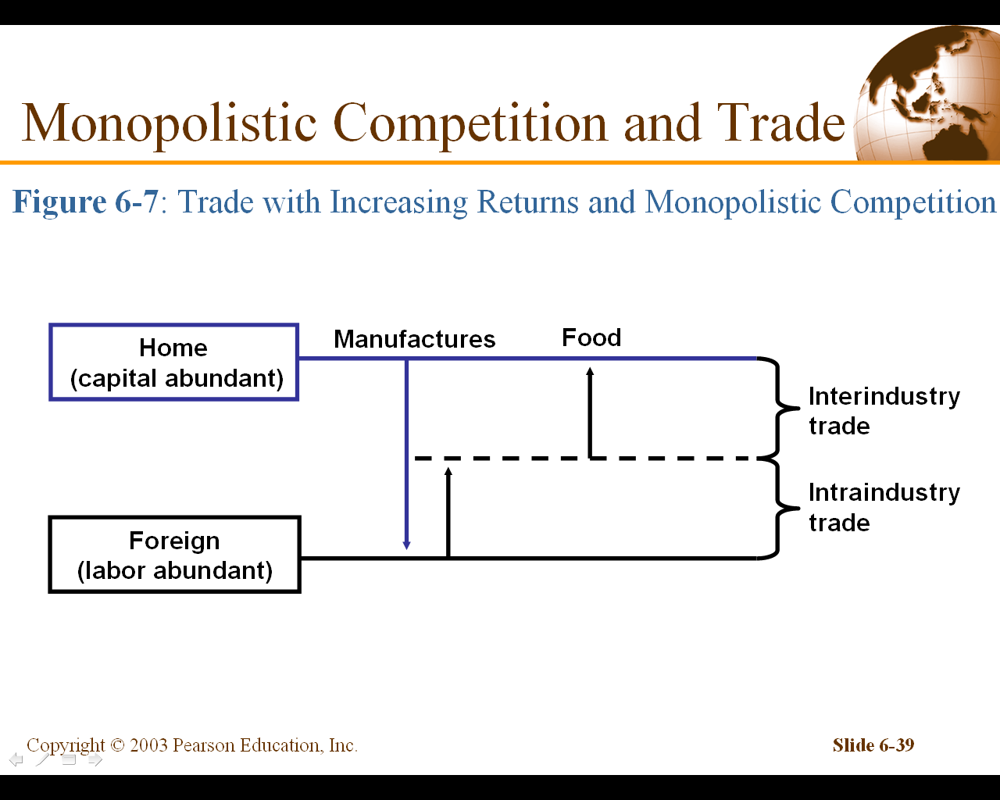 Monopolistic Competition and Trade
Figure 6-7: Trade with Increasing Returns and Monopolistic Competition
Home
(capital abundant)
Manufactures
Food
Interindustry
trade
Intraindustry
trade
Foreign
(labor abundant)
Copyright © 2003 Pearson Education, Inc.
Slide 6-39